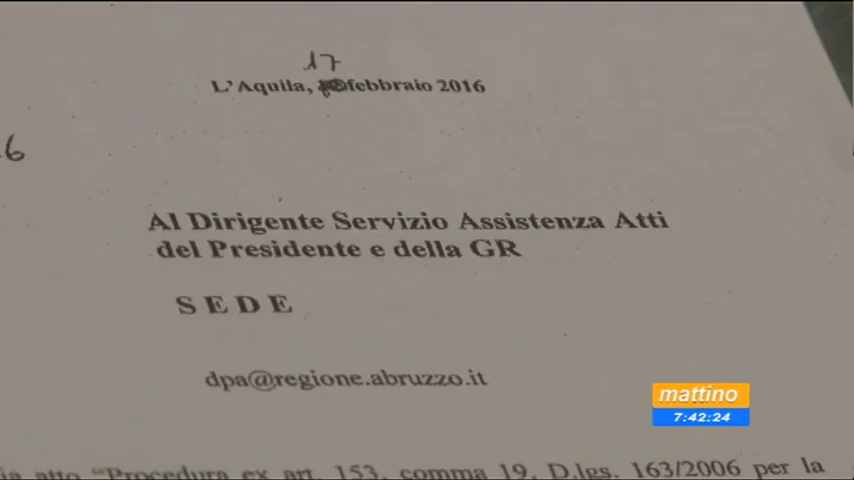 17
L'Aquila, febbraio 2016
6
Al Dirigente Servizio Assistenza Atti
del Presidente e della GR
S E D E
dpa@regione.abruzzo.it
mattino
7:42:24
atto “Procedura ex art. 153, comma 19, D.lgs. 163/2006 per la